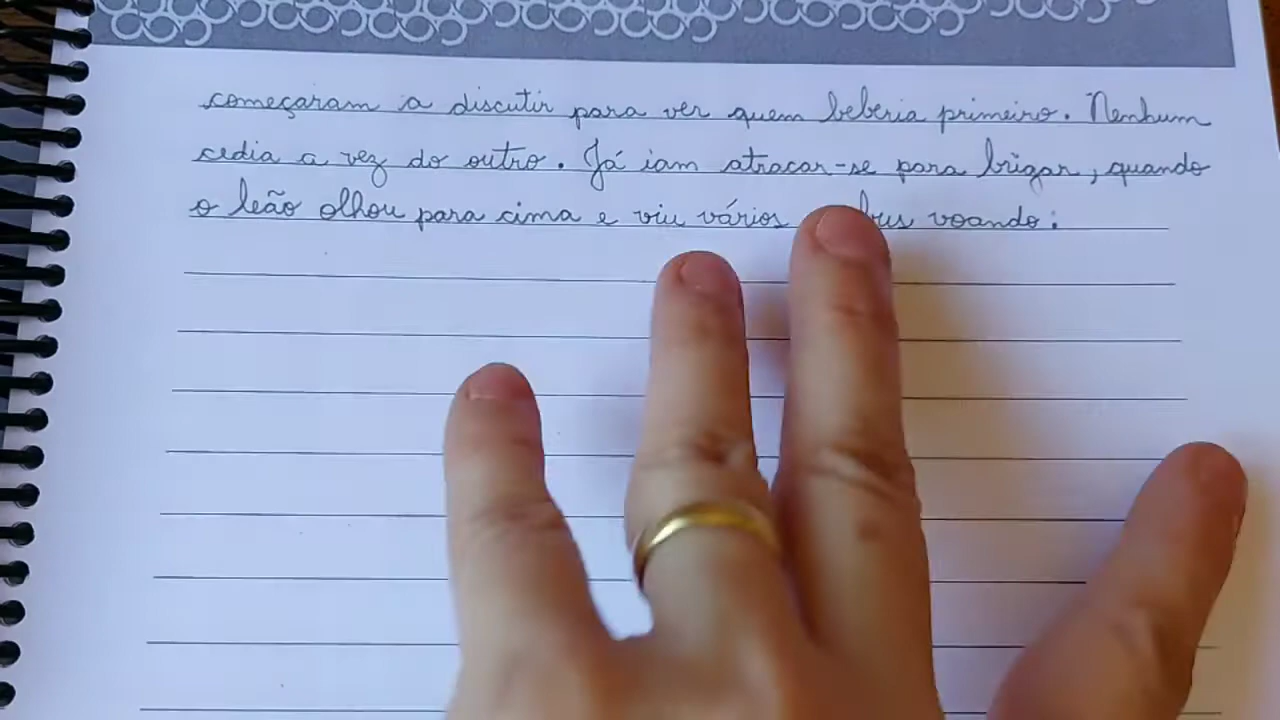 começaram a discutir para ver quem beberia primeiro. Nenhum
cedia a vez do outro. Já iam atracar-se para brigar, quando
o leão olhou para cima e viu vários voando: